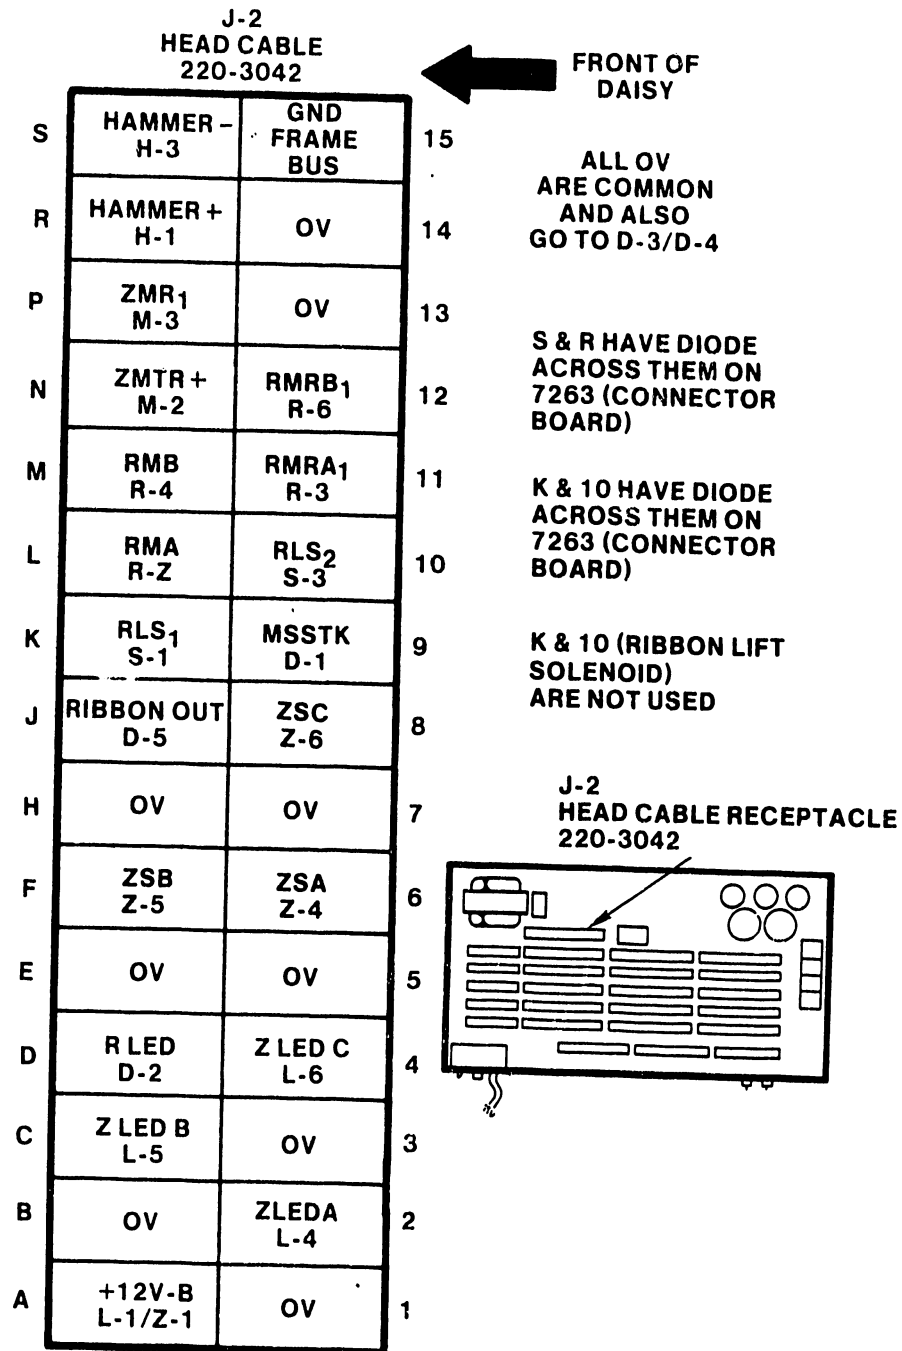 J-2
HEAD CABLE
220-3042
FRONT OF
DAISY
S
HAMMER –
H-3
GND
FRAME
BUS
15
R
HAMMER +
H-1
OV
14
P
ZMR1
M-3
OV
13
N
ZMTR +
M-2
RMRB1
R-6
12
M
RMB
R-4
RMRA1
R-3
11
L
RMA
R-Z
RLS2
S-3
10
K
RLS1
S-1
MSSTK
D-1
9
J
RIBBON OUT
D-5
ZSC
Z-6
8
H
OV
OV
7
F
ZSB
Z-5
ZSA
Z-4
6
E
OV
OV
5
D
R LED
D-2
Z LED C
L-6
4
C
Z LED B
L-5
OV
3
B
OV
ZLEDA
L-4
2
A
+12V-B
L-1/Z-1
OV
1
ALL OV
ARE COMMON
AND ALSO
GO TO D-3/D-4
S & R HAVE DIODE
ACROSS THEM ON
7263 (CONNECTOR
BOARD)
K & 10 HAVE DIODE
ACROSS THEM ON
7263 (CONNECTOR
BOARD)
K & 10 (RIBBON LIFT
SOLENOID)
ARE NOT USED
J-2
HEAD CABLE RECEPTACLE
220-3042